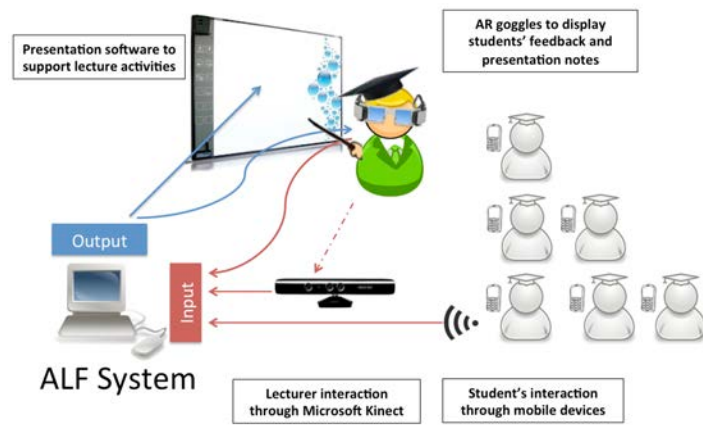 Presentation software to
support lecture activities
AR goggles to display
students' feedback and
presentation notes
Output
Input
ALF System
Lecturer interaction
through Microsoft Kinect
Student's interaction
through mobile devices